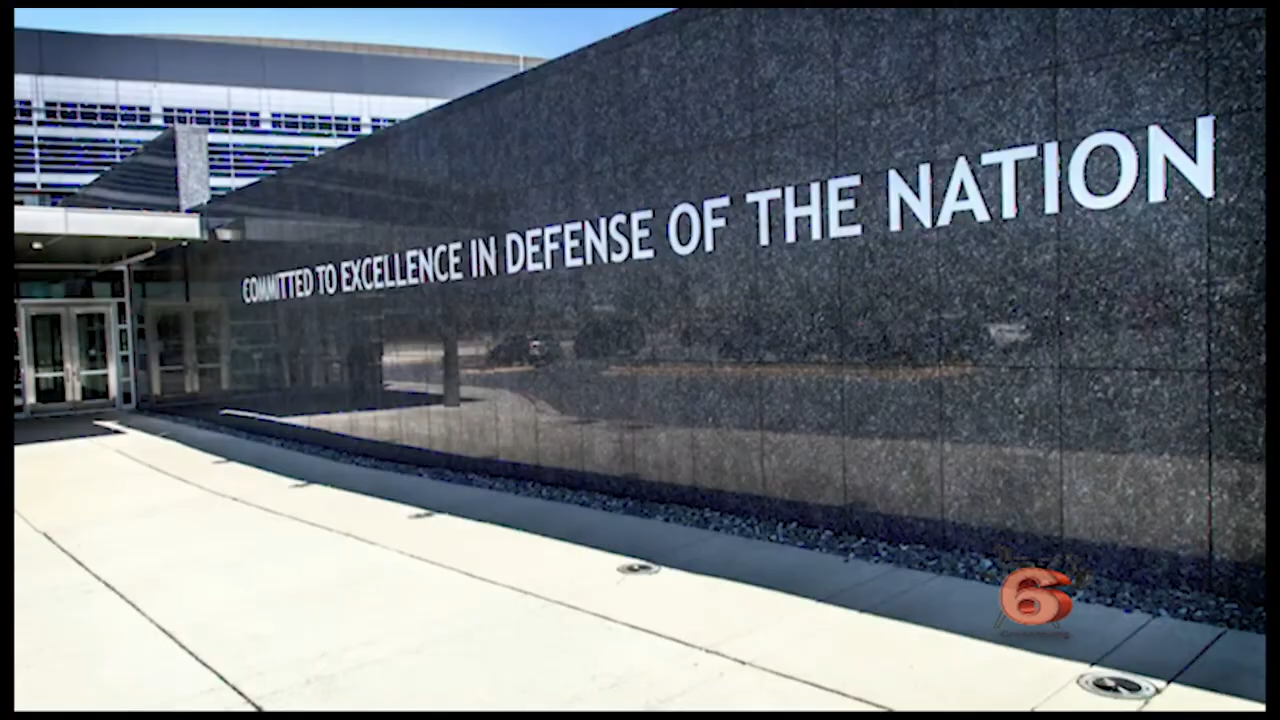 COMMITTED TO EXCELLENCE IN DEFENSE OF THE NATION
6